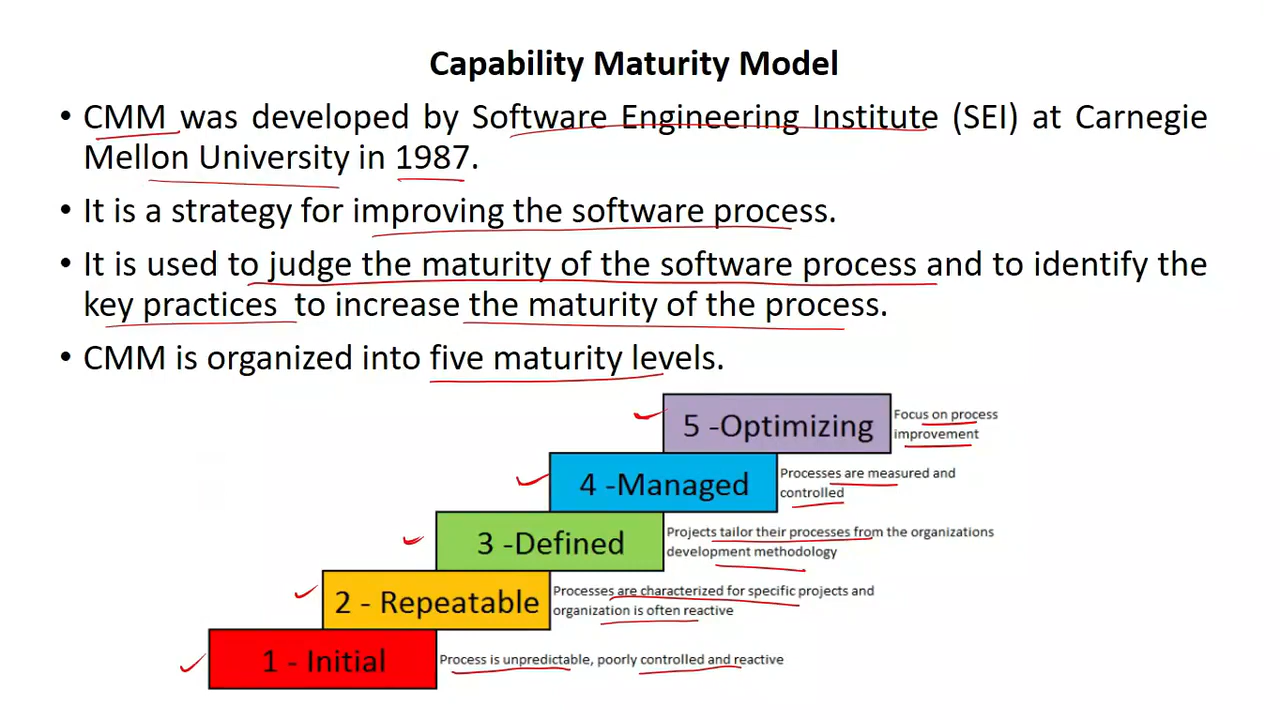 Capability Maturity Model
• CMM was developed by Software Engineering Institute (SEI) at Carnegie
Mellon University in 1987.
• It is a strategy for improving the software process.
• It is used to judge the maturity of the software process and to identify the
key practices to increase the maturity of the process.
• CMM is organized into five maturity levels.
5 -Optimizing
Focus on process
improvement
4 -Managed
Processes are measured and
controlled
3 -Defined
Projects tailor their processes from the organizations
development methodology
2 - Repeatable
Processes are characterized for specific projects and
organization is often reactive
1 - Initial
Process is unpredictable, poorly controlled and reactive